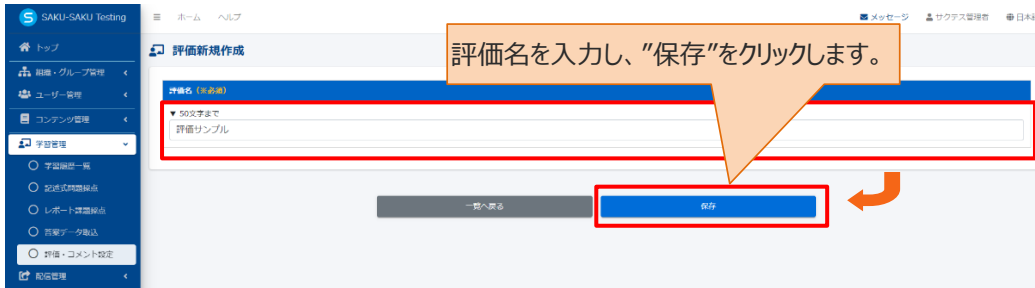 SAKU-SAKU Testing
ホーム ヘルプ
メッセージ サクテス管理者 日本
トップ
評価新規作成
評価名を入力し、”保存”をクリックします。
組織・グループ管理
ユーザー管理
コンテンツ管理
学習管理
学習履歴一覧
記述式問題採点
レポート課題採点
答案データ取込
評価・コメント設定
配信管理
評価名（※必須）
▼ 50文字まで
評価サンプル
一覧へ戻る
保存